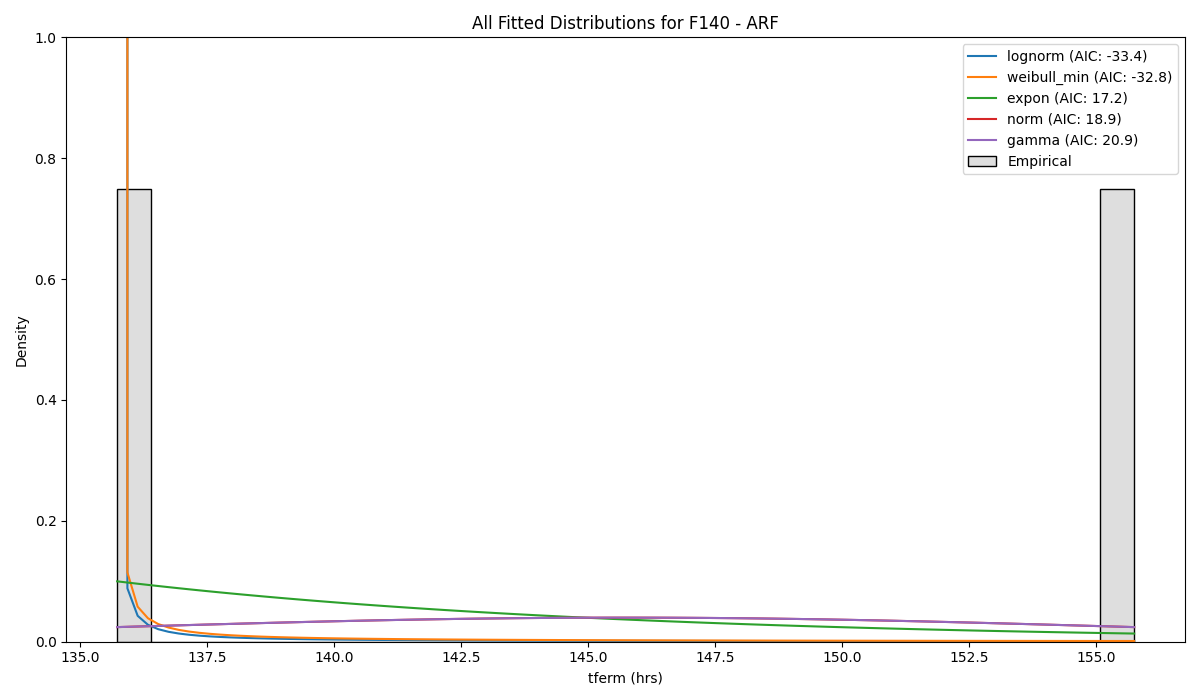 All Fitted Distributions for F140 - ARF
1.0
0.8
0.6
0.4
0.2
0.0
Density
lognorm (AIC: -33.4)
weibull_min (AIC: -32.8)
expon (AIC: 17.2)
norm (AIC: 18.9)
gamma (AIC: 20.9)
Empirical
135.0 137.5 140.0 142.5 145.0 147.5 150.0 152.5 155.0
tferm (hrs)